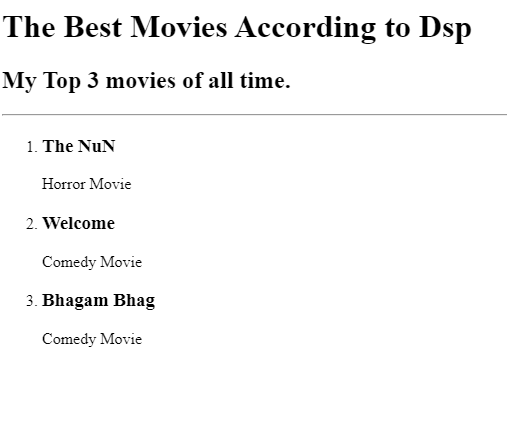 The Best Movies According to Dsp
My Top 3 movies of all time.
1. The NuN
Horror Movie
2. Welcome
Comedy Movie
3. Bhagam Bhag
Comedy Movie